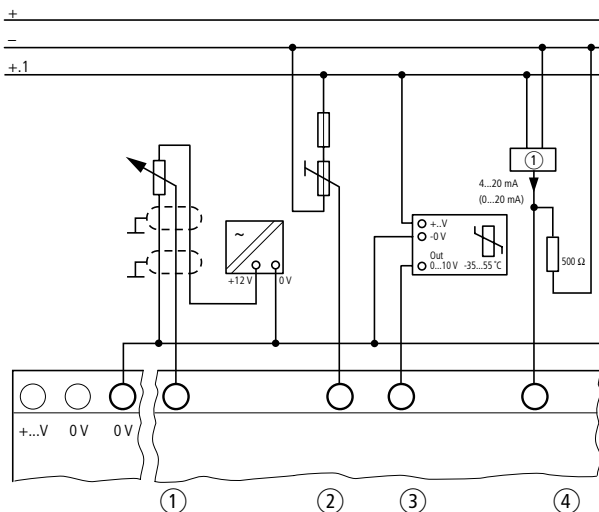 +
–
+.1
①
4...20 mA
(0...20 mA)
~
+12 V 0 V
+..V
-0 V
Out
0...10 V -35...55 ˚C
500 Ω
+...V 0 V 0 V
① ② ③ ④